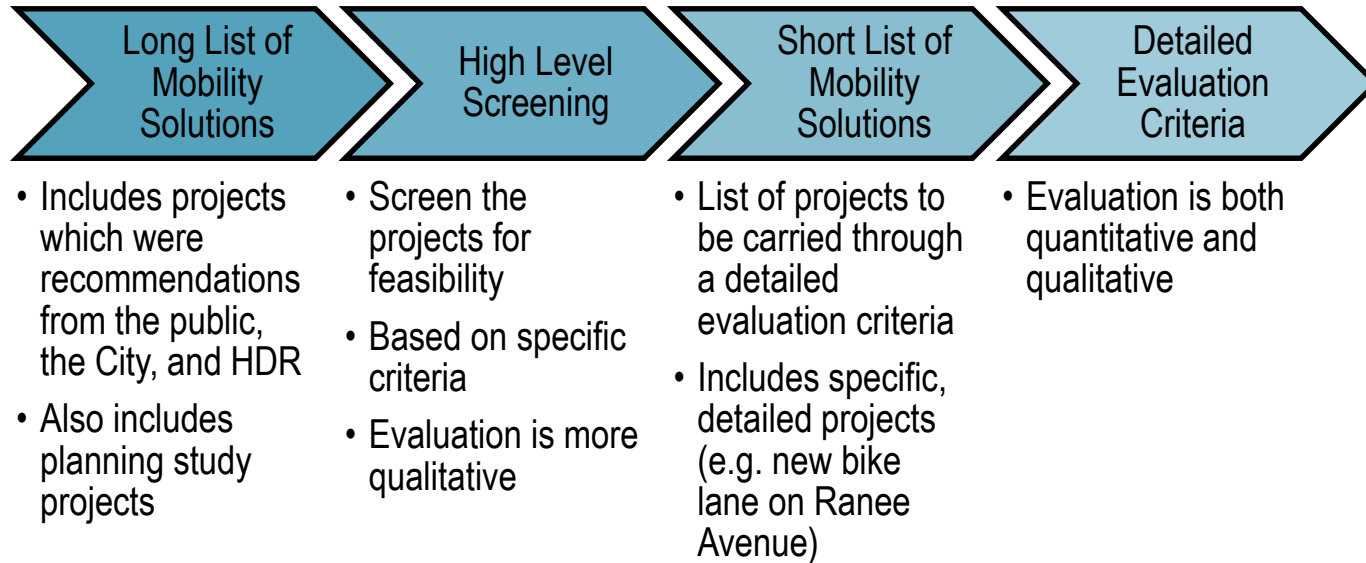 Long List of
Mobility
Solutions
• Includes projects
which were
recommendations
from the public,
the City, and HDR
• Also includes
planning study
projects
High Level
Screening
• Screen the
projects for
feasibility
• Based on specific
criteria
• Evaluation is more
qualitative
Short List of
Mobility
Solutions
• List of projects to
be carried through
a detailed
evaluation criteria
• Includes specific,
detailed projects
(e.g. new bike
lane on Ranee
Avenue)
Detailed
Evaluation
Criteria
• Evaluation is both
quantitative and
qualitative